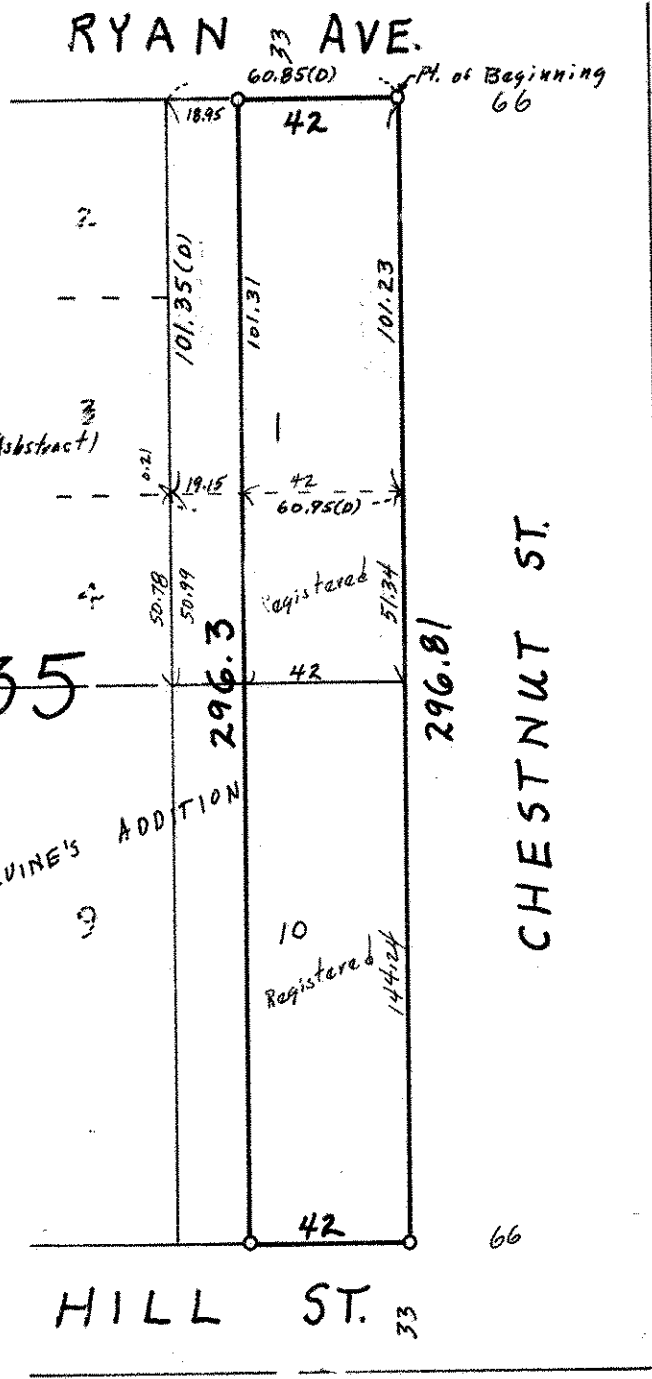 RYAN 33 AVE.
60.85(D)
Pt. of Beginning
66
18.95
42
2
101.35(D)
101.31
101.23
3
1
0.21
19.15
42
60.95(D)
4
50.78
50.99
Registered
51.34
42
35
296.3
296.81
CHESTNUT ST.
ADDITION
9
10
Registered
144.24
42
66
HILL ST. 33